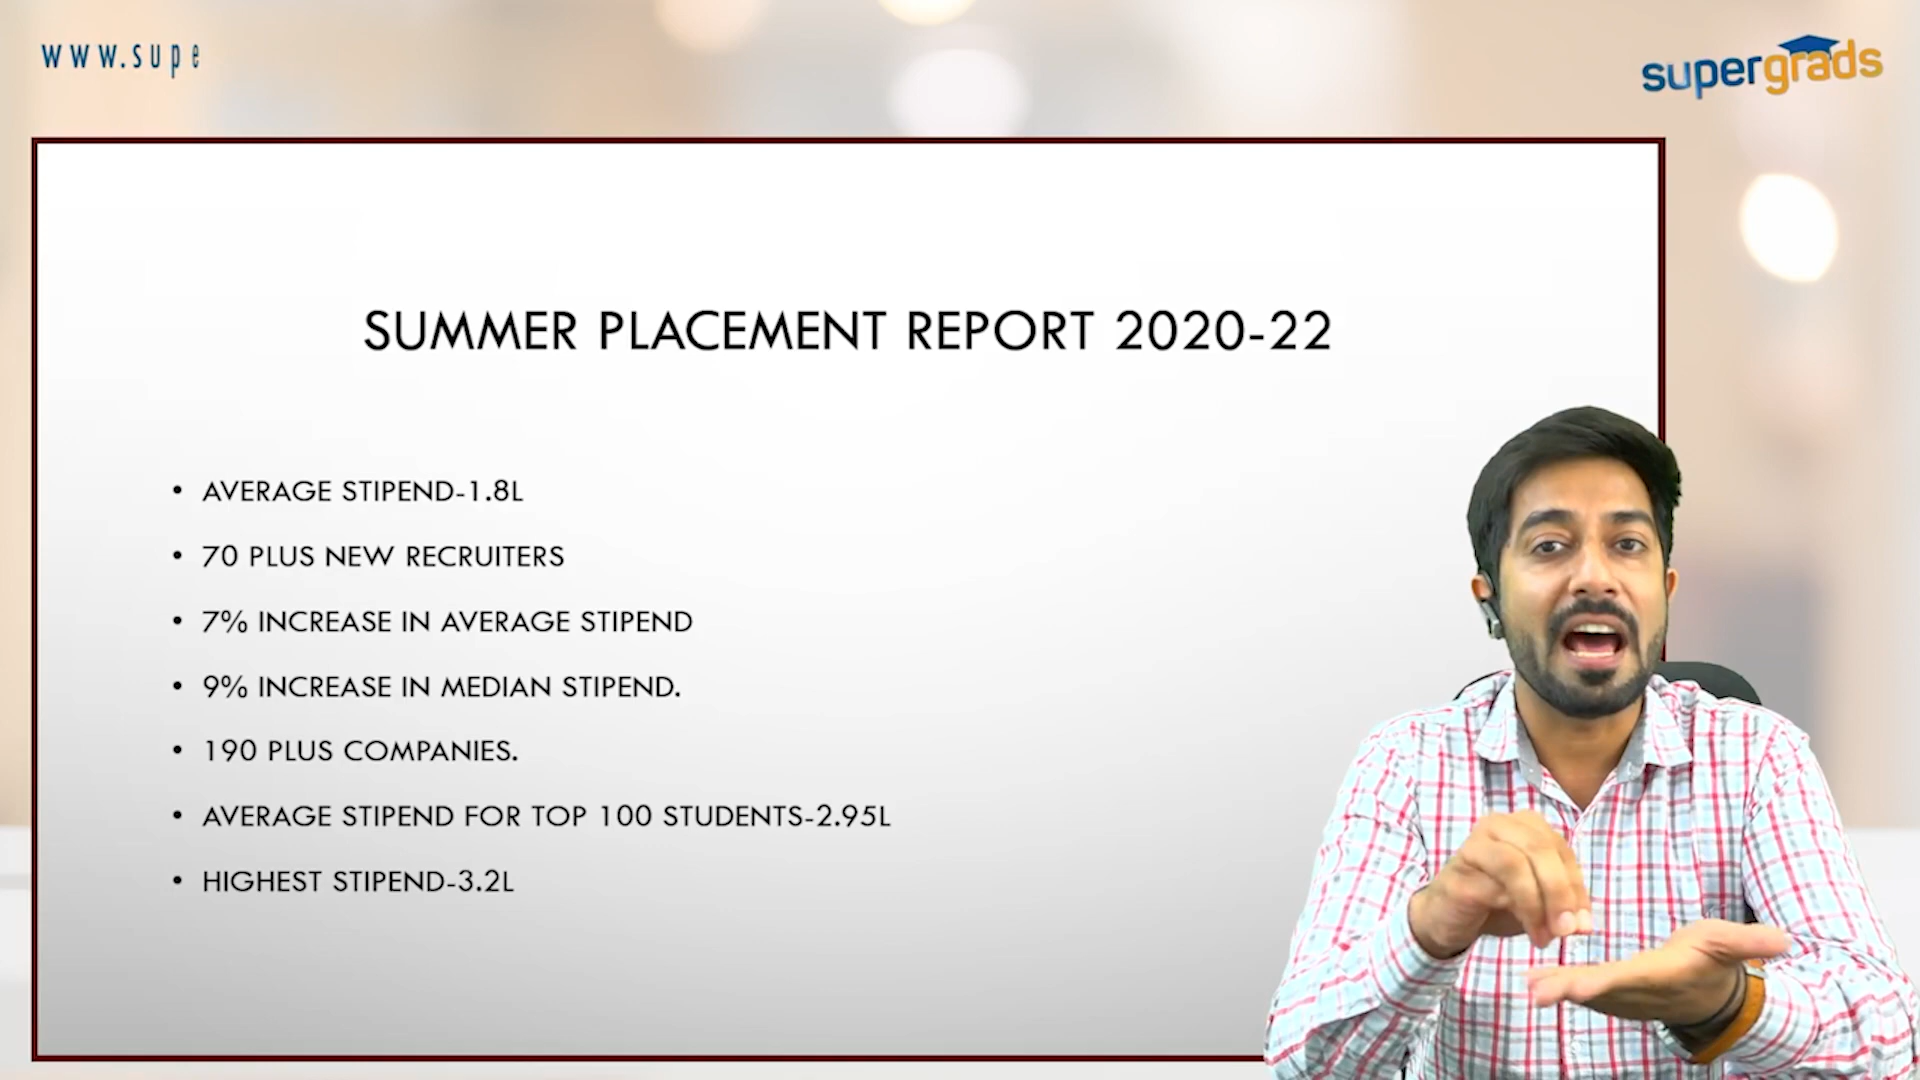 www.supe
supergrads
SUMMER PLACEMENT REPORT 2020-22
• AVERAGE STIPEND-1.8L
• 70 PLUS NEW RECRUITERS
• 7% INCREASE IN AVERAGE STIPEND
• 9% INCREASE IN MEDIAN STIPEND.
• 190 PLUS COMPANIES.
• AVERAGE STIPEND FOR TOP 100 STUDENTS-2.95L
• HIGHEST STIPEND-3.2L